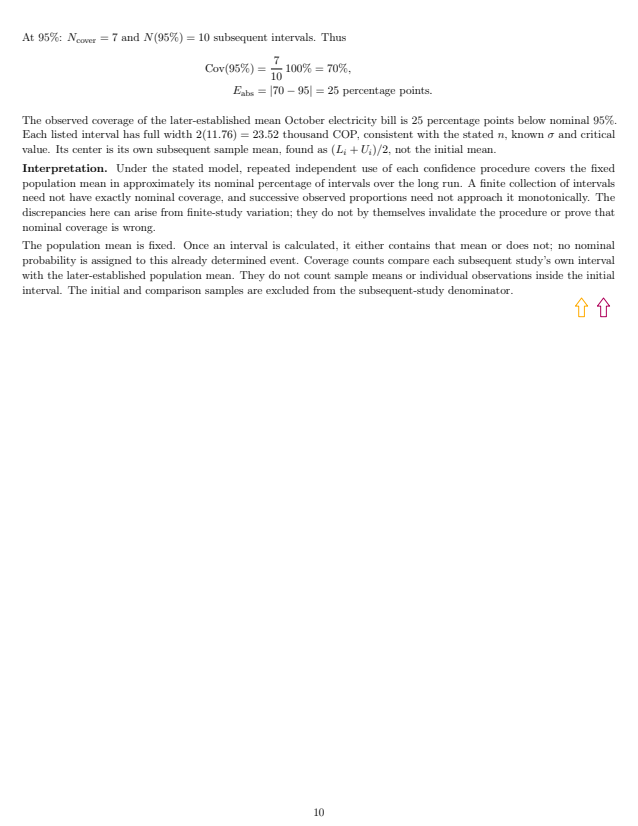 At 95%: N_cover = 7 and N(95%) = 10 subsequent intervals. Thus
Cov(95%) = 7/10 100% = 70%,
E_abs = |70 − 95| = 25 percentage points.
The observed coverage of the later-established mean October electricity bill is 25 percentage points below nominal 95%.
Each listed interval has full width 2(11.76) = 23.52 thousand COP, consistent with the stated n, known σ and critical
value. Its center is its own subsequent sample mean, found as (L_i + U_i)/2, not the initial mean.
Interpretation. Under the stated model, repeated independent use of each confidence procedure covers the fixed
population mean in approximately its nominal percentage of intervals over the long run. A finite collection of intervals
need not have exactly nominal coverage, and successive observed proportions need not approach it monotonically. The
discrepancies here can arise from finite-study variation; they do not by themselves invalidate the procedure or prove that
nominal coverage is wrong.
The population mean is fixed. Once an interval is calculated, it either contains that mean or does not; no nominal
probability is assigned to this already determined event. Coverage counts compare each subsequent study's own interval
with the later-established population mean. They do not count sample means or individual observations inside the initial
interval. The initial and comparison samples are excluded from the subsequent-study denominator.
10